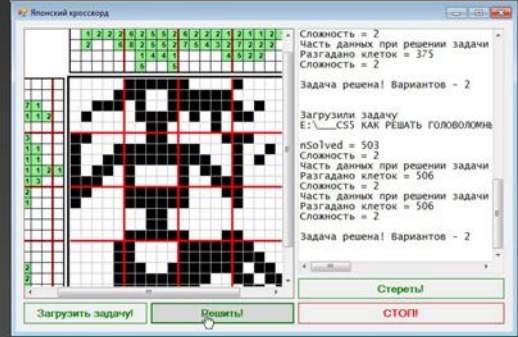 Японский кроссворд
Сложность = 2
Часть данных при решении задачи
Разгадано клеток = 375
Сложность = 2
Задача решена! Вариантов - 2
Загрузили задачу
E:\___CS5 КАК РЕШАТЬ ГОЛОВОЛОМН
nSolved = 503
Сложность = 2
Часть данных при решении задачи
Разгадано клеток = 506
Сложность = 2
Часть данных при решении задачи
Разгадано клеток = 506
Сложность = 2
Задача решена! Вариантов - 2
Стереть!
Загрузить задачу!
Решить!
СТОП!